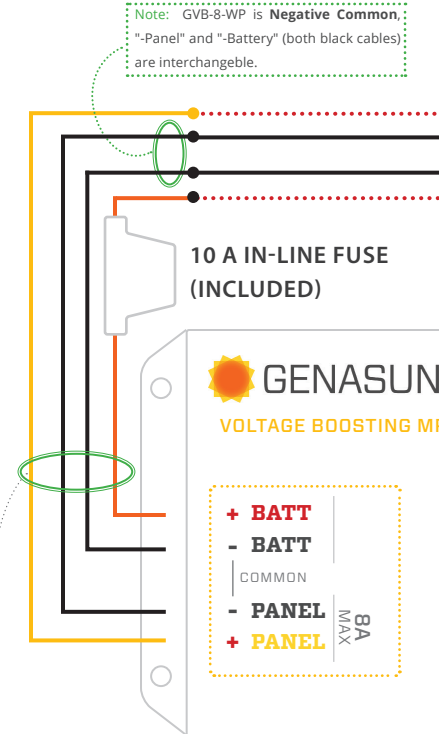 Note: GVB-8-WP is Negative Common,
"-Panel" and "-Battery" (both black cables)
are interchangeble.
10 A IN-LINE FUSE
(INCLUDED)
GENASUN
VOLTAGE BOOSTING MP
+ BATT
- BATT
COMMON
- PANEL
+ PANEL
8A
MAX